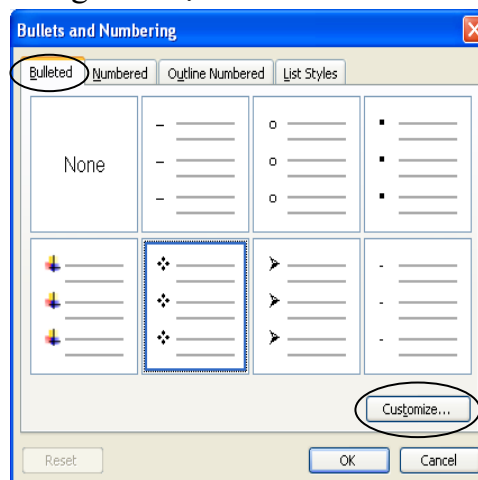 Bullets and Numbering
Bulleted Numbered Outline Numbered List Styles
None
Customize...
Reset OK Cancel